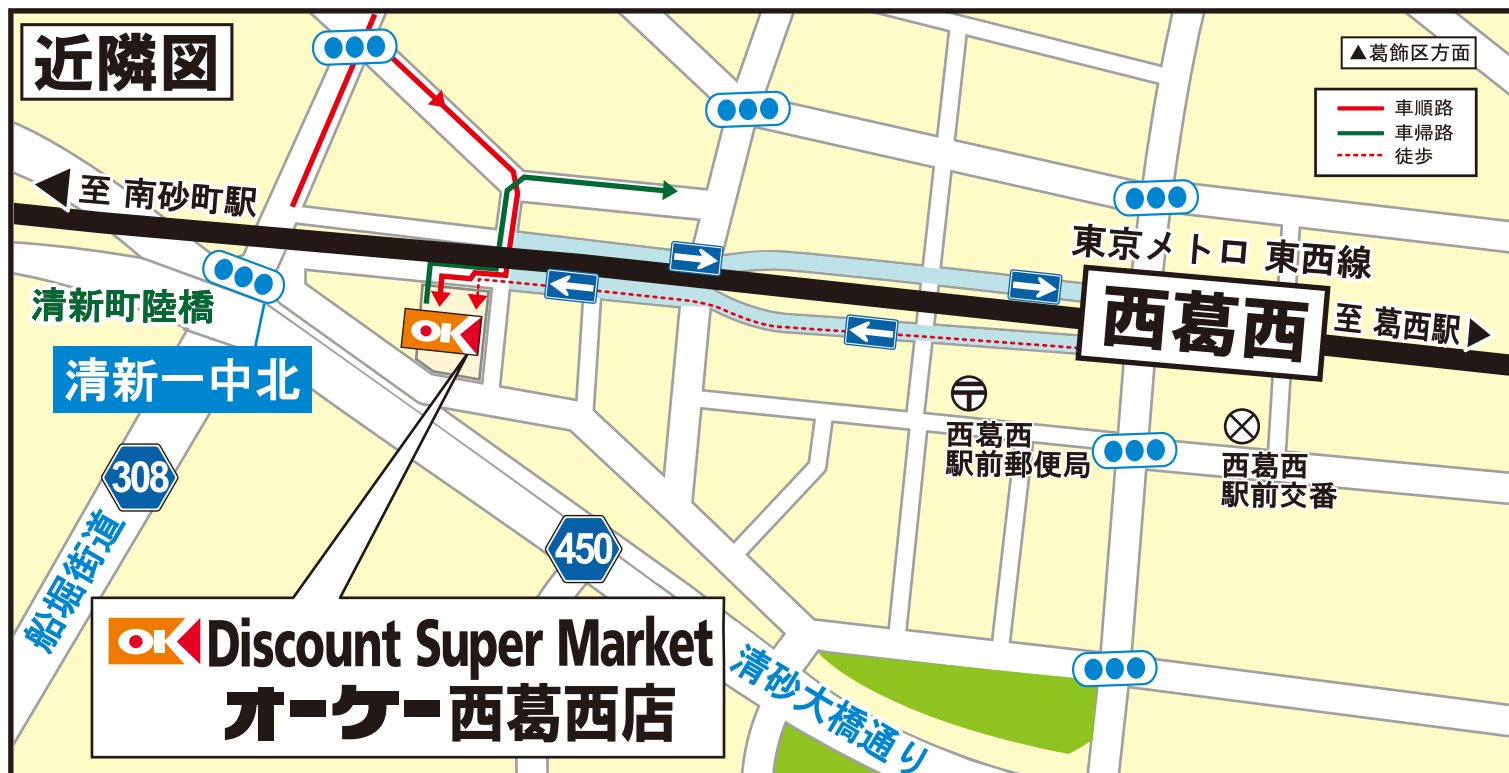 近隣図
▲葛飾区方面
車順路
車帰路
徒歩
至 南砂町駅
東京メトロ 東西線
西葛西
至 葛西駅
清新町陸橋
OK
清新一中北
西葛西
駅前郵便局
西葛西
駅前交番
308
船堀街道
450
OK Discount Super Market
オーケー西葛西店
清砂大橋通り